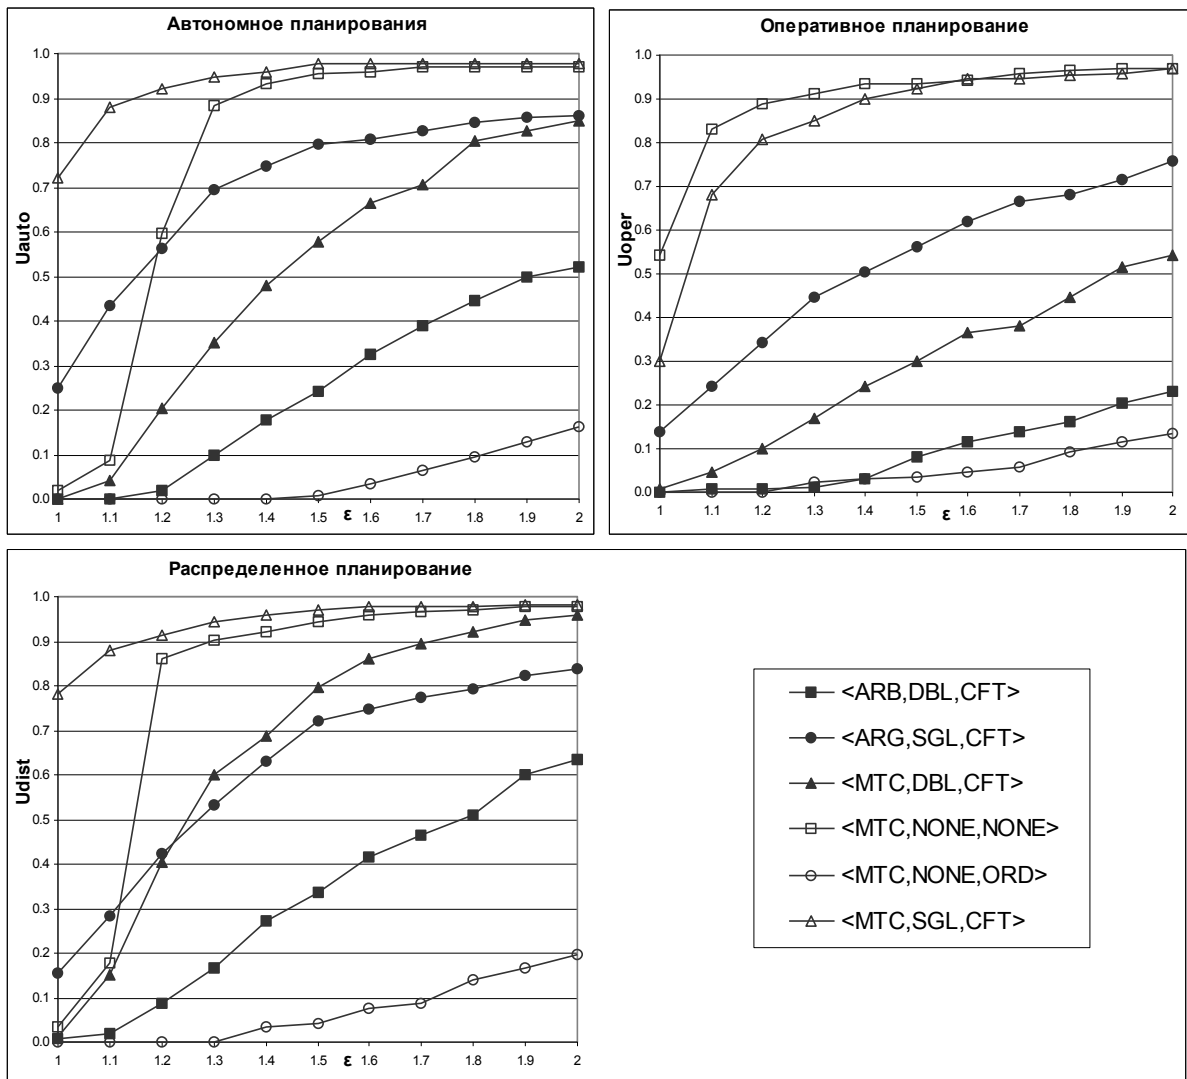 Автономное планирования
1.0
0.9
0.8
0.7
0.6
0.5
0.4
0.3
0.2
0.1
0.0
Uauto
1 1.1 1.2 1.3 1.4 1.5 1.6 1.7 1.8 1.9 2
ε
Оперативное планирование
1.0
0.9
0.8
0.7
0.6
0.5
0.4
0.3
0.2
0.1
0.0
Uoper
1 1.1 1.2 1.3 1.4 1.5 1.6 1.7 1.8 1.9 2
ε
Распределенное планирование
1.0
0.9
0.8
0.7
0.6
0.5
0.4
0.3
0.2
0.1
0.0
Udist
1 1.1 1.2 1.3 1.4 1.5 1.6 1.7 1.8 1.9 2
ε
<ARB,DBL,CFT>
<ARG,SGL,CFT>
<MTC,DBL,CFT>
<MTC,NONE,NONE>
<MTC,NONE,ORD>
<MTC,SGL,CFT>